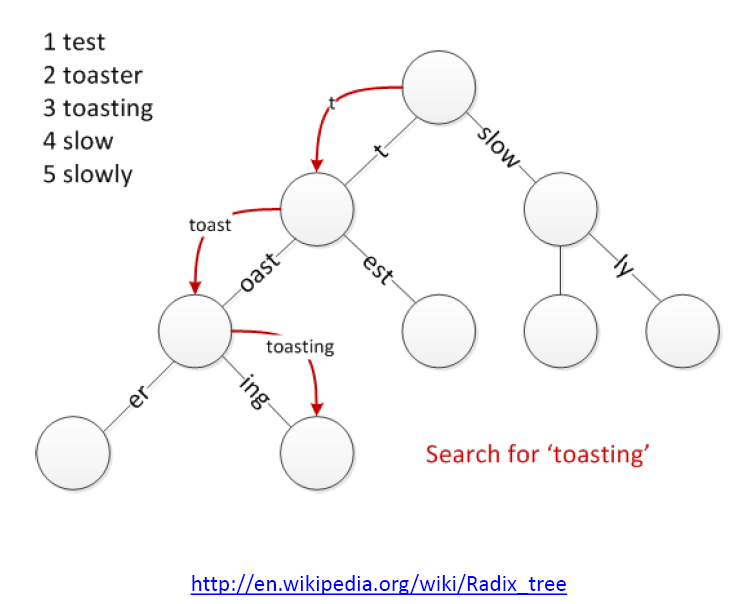 1 test
2 toaster
3 toasting
4 slow
5 slowly
t
t
slow
toast
oast
est
ly
toasting
er
ing
Search for ‘toasting’
http://en.wikipedia.org/wiki/Radix_tree